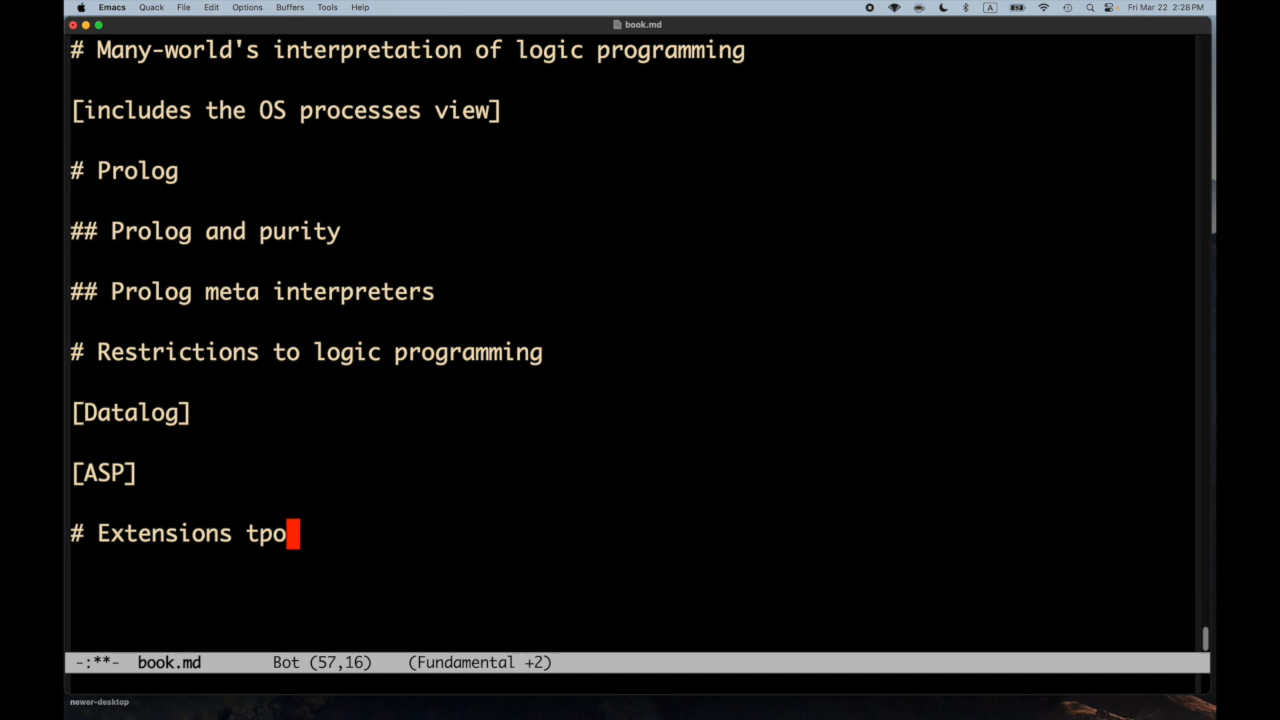 Emacs Quack File Edit Options Buffers Tools Help Fri Mar 22 2:28 PM
book.md
# Many-world's interpretation of logic programming
[includes the OS processes view]
# Prolog
## Prolog and purity
## Prolog meta interpreters
# Restrictions to logic programming
[Datalog]
[ASP]
# Extensions tpo
-:**- book.md Bot (57,16) (Fundamental +2)
newer-desktop